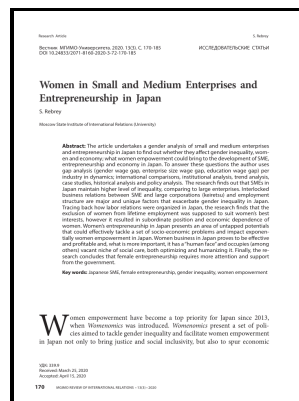 Research Article
S. Rebrey
Вестник МГИМО-Университета. 2020. 13(3). С. 170-185
DOI 10.24833/2071-8160-2020-3-72-170-185
ИССЛЕДОВАТЕЛЬСКИЕ СТАТЬИ
Women in Small and Medium Enterprises and
Entrepreneurship in Japan
S. Rebrey
Moscow State Institute of International Relations (University)
Abstract: The article undertakes a gender analysis of small and medium enterprises
and entrepreneurship in Japan to find out whether they affect gender inequality, wom-
en and economy; what women empowerment could bring to the development of SME,
entrepreneurship and economy in Japan. To answer these questions the author uses
gap analysis (gender wage gap, enterprise size wage gap, education wage gap) per
industry in dynamics; international comparisons, institutional analysis, trend analysis,
case studies, historical analysis and policy analysis. The research finds out that SMEs in
Japan maintain higher level of inequality, comparing to large enterprises. Interlocked
business relations between SME and large corporations (keiretsu) and employment
structure are major and unique factors that exacerbate gender inequality in Japan.
Tracing back how labor relations were organized in Japan, the research finds that the
exclusion of women from lifetime employment was supposed to suit women's best
interests, however it resulted in subordinate position and economic dependence of
women. Women's entrepreneurship in Japan presents an area of untapped potentials
that could effectively tackle a set of socio economic problems and impact exponen-
tially women empowerment in Japan. Women business in Japan proven to be effective
and profitable and, what is more important, it has a "human face" and occupies (among
others) vacant niche of social care, both optimizing and humanizing it. Finally, the re-
search concludes that female entrepreneurship requires more attention and support
from the government.
Key words: Japanese SME, female entrepreneurship, gender inequality, women empowerment
Women empowerment have become a top priority for Japan since 2013,
when Womenomics was introduced. Womenomics present a set of poli-
cies aimed to tackle gender inequality and facilitate women empowerment
in Japan not only to bring justice and social inclusivity, but also to spur economic
УДК: 339.9
Received: March 25, 2020
Accepted: April 15, 2020
170 MGIMO REVIEW OF INTERNATIONAL RELATIONS • 13(3) • 2020